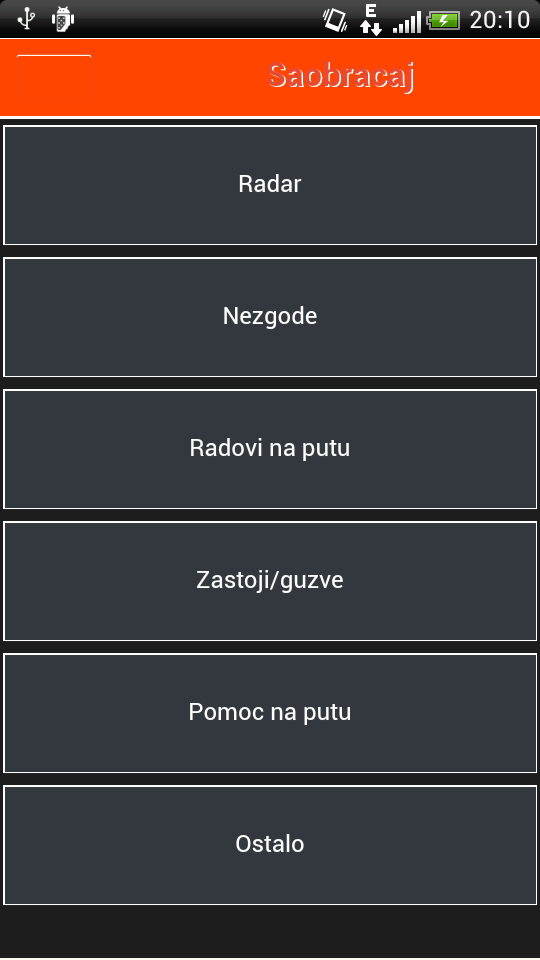 E
20:10
Saobracaj
Radar
Nezgode
Radovi na putu
Zastoji/guzve
Pomoc na putu
Ostalo